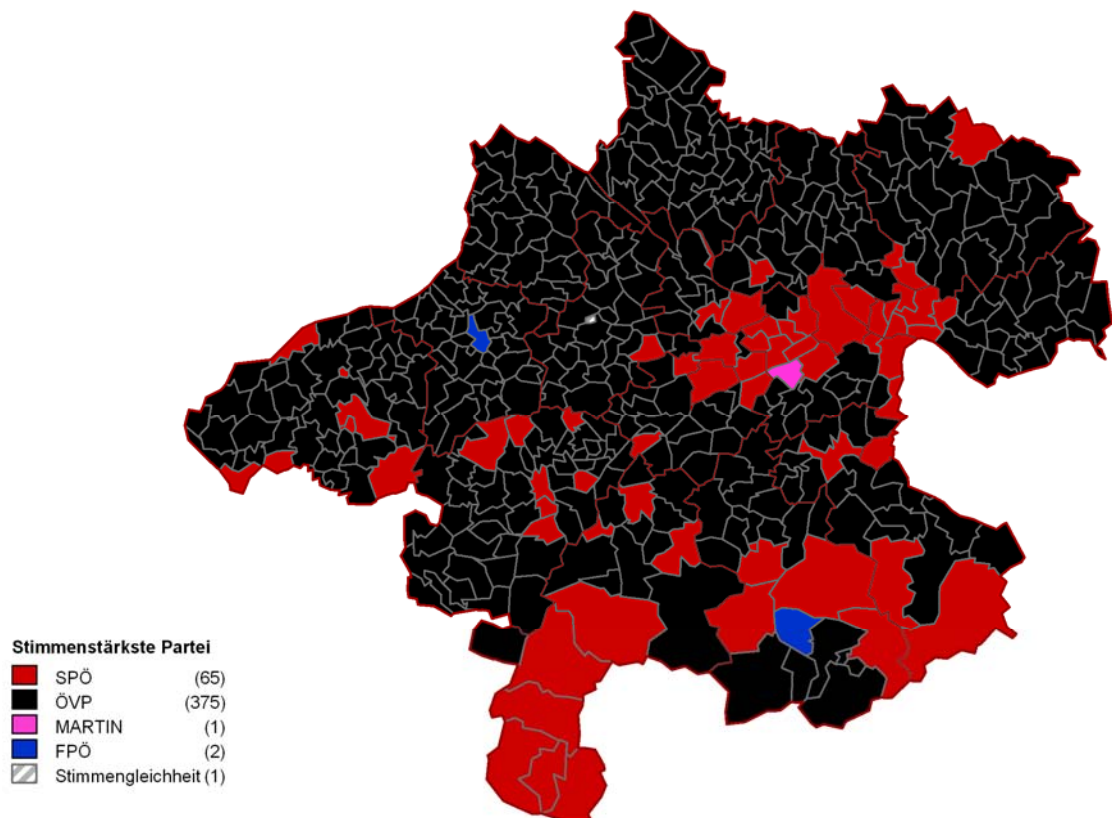 Stimmenstärkste Partei
SPÖ (65)
ÖVP (375)
MARTIN (1)
FPÖ (2)
Stimmengleichheit (1)